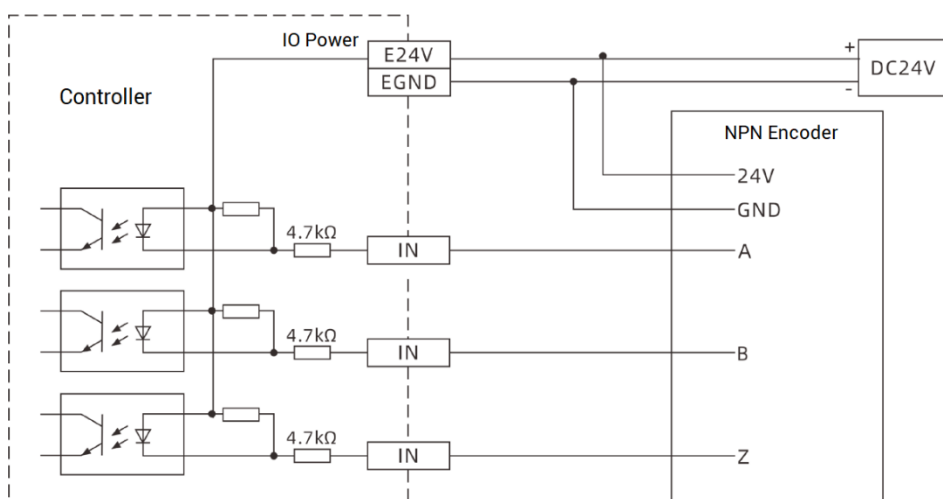 IO Power
E24V
+
EGND
DC24V
-
Controller
NPN Encoder
24V
GND
4.7kΩ
IN
A
4.7kΩ
IN
B
4.7kΩ
IN
Z